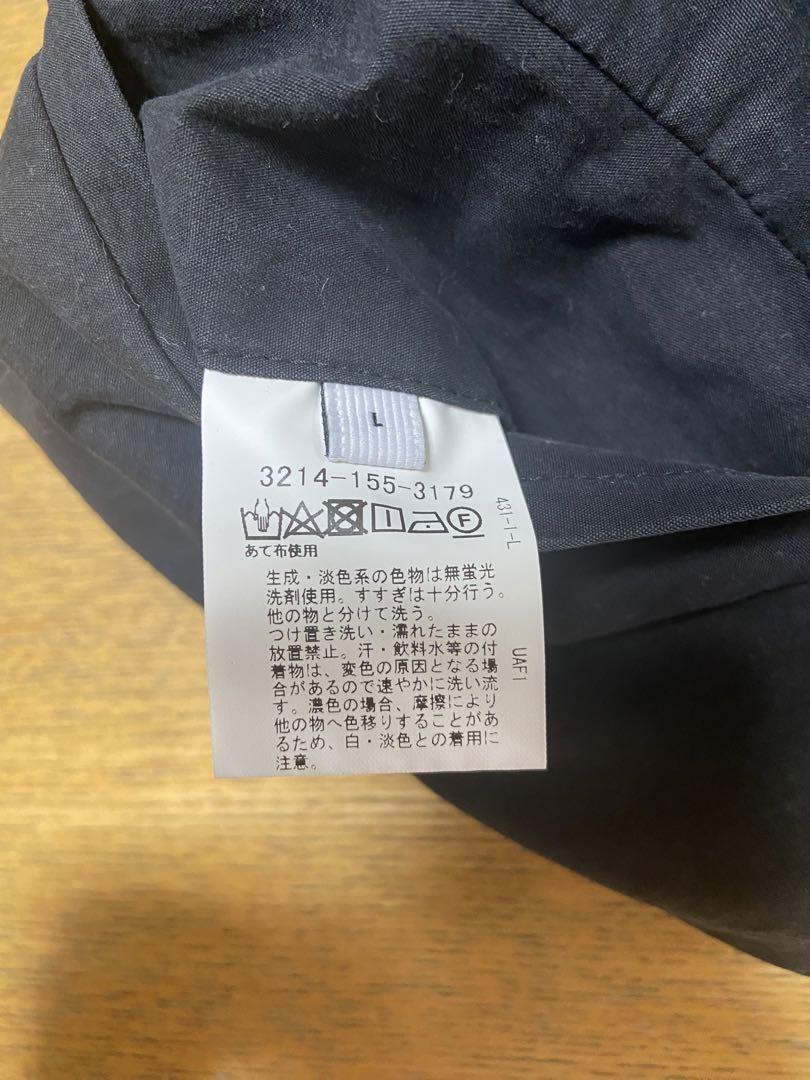 L
3214-155-3179
F
あて布使用
生成・淡色系の色物は無蛍光
洗剤使用。すすぎは十分行う。
他の物と分けて洗う。
つけ置き洗い・濡れたままの
放置禁止。汗・飲料水等の付
着物は、変色の原因となる場
合があるので速やかに洗い流
す。濃色の場合、摩擦により
他の物へ色移りすることがあ
るため、白・淡色との着用に
注意。
431-1-L
UAF1